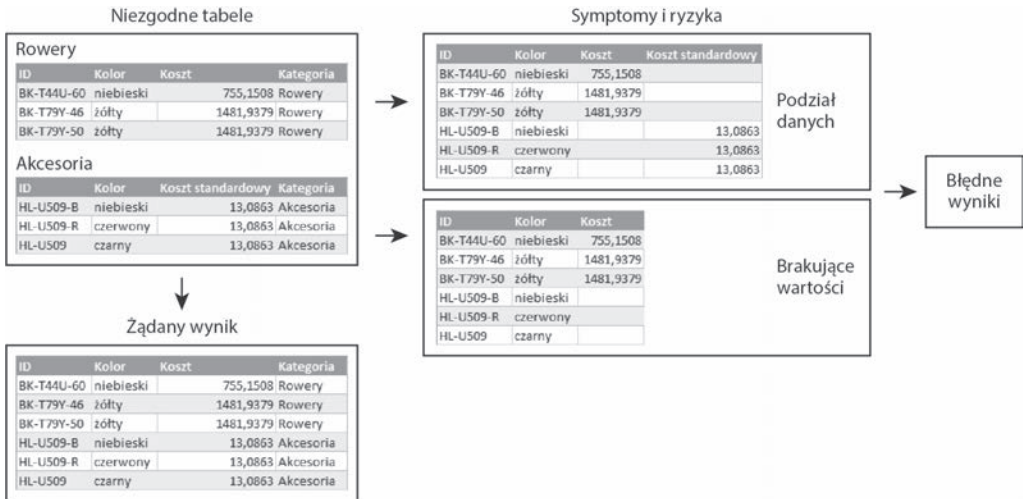 Niezgodne tabele
Rowery
ID Kolor Koszt Kategoria
BK-T44U-60 niebieski 755,1508 Rowery
BK-T79Y-46 żółty 1481,9379 Rowery
BK-T79Y-50 żółty 1481,9379 Rowery
Akcesoria
ID Kolor Koszt standardowy Kategoria
HL-U509-B niebieski 13,0863 Akcesoria
HL-U509-R czerwony 13,0863 Akcesoria
HL-U509 czarny 13,0863 Akcesoria
Żądany wynik
ID Kolor Koszt Kategoria
BK-T44U-60 niebieski 755,1508 Rowery
BK-T79Y-46 żółty 1481,9379 Rowery
BK-T79Y-50 żółty 1481,9379 Rowery
HL-U509-B niebieski 13,0863 Akcesoria
HL-U509-R czerwony 13,0863 Akcesoria
HL-U509 czarny 13,0863 Akcesoria
Symptomy i ryzyka
ID Kolor Koszt Koszt standardowy
BK-T44U-60 niebieski 755,1508
BK-T79Y-46 żółty 1481,9379
BK-T79Y-50 żółty 1481,9379
HL-U509-B niebieski 13,0863
HL-U509-R czerwony 13,0863
HL-U509 czarny 13,0863
Podział
danych
ID Kolor Koszt
BK-T44U-60 niebieski 755,1508
BK-T79Y-46 żółty 1481,9379
BK-T79Y-50 żółty 1481,9379
HL-U509-B niebieski
HL-U509-R czerwony
HL-U509 czarny
Brakujące
wartości
Błędne
wyniki